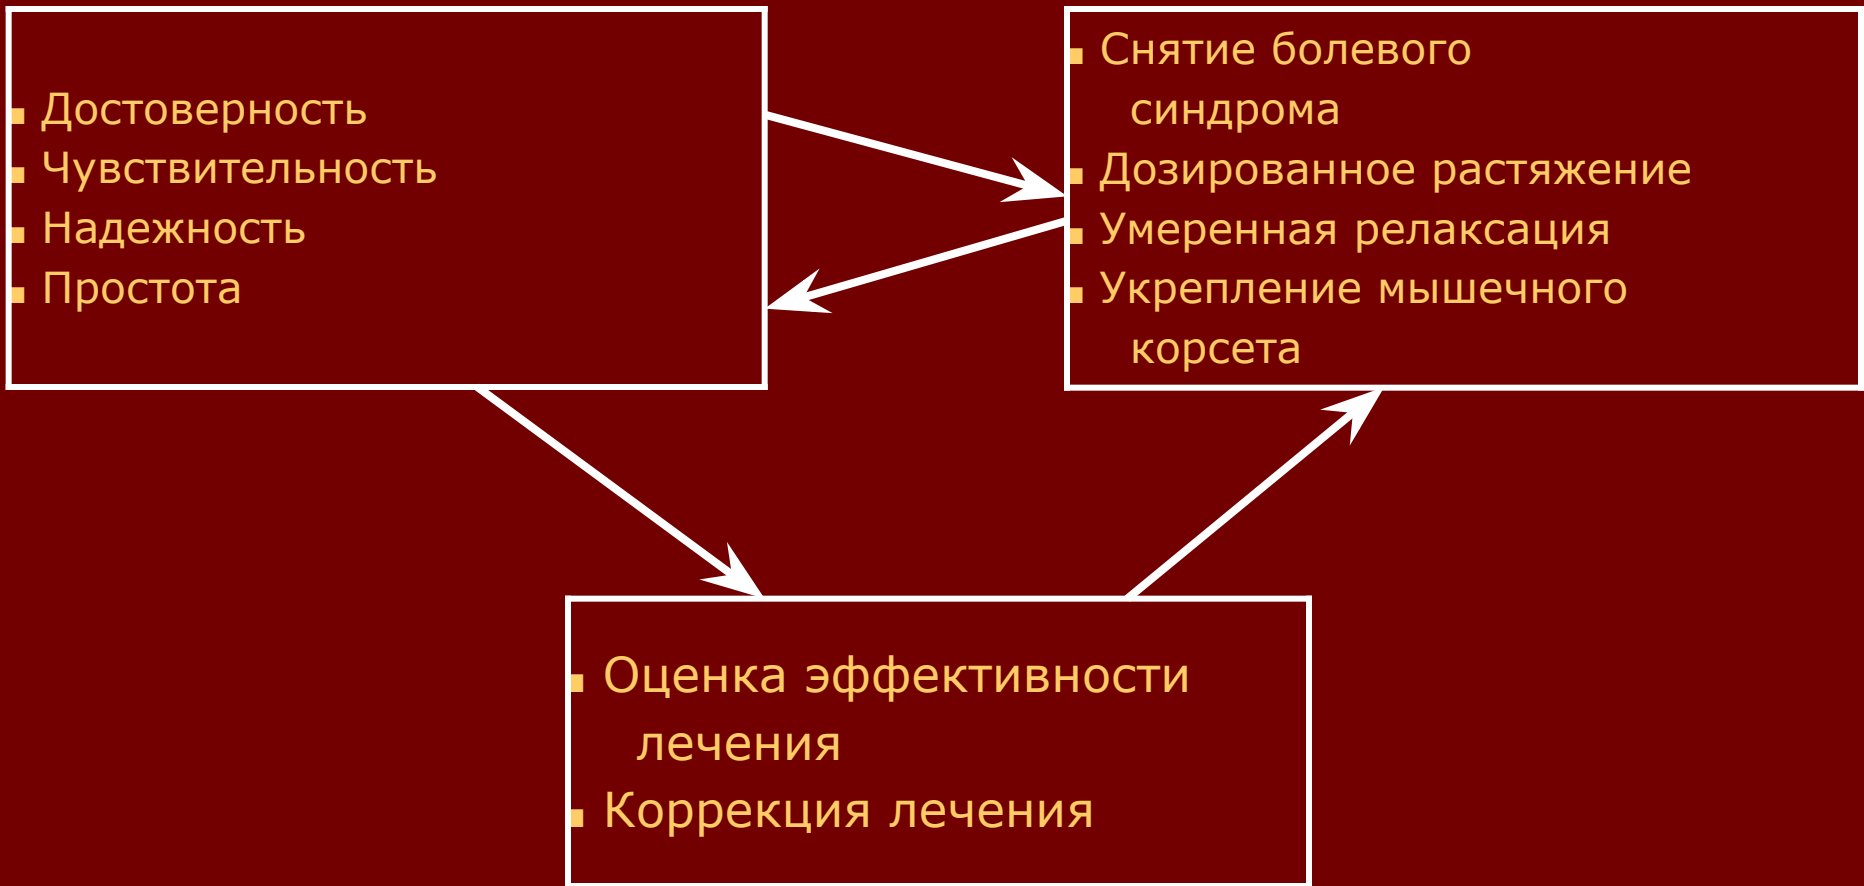 ▪ Достоверность
▪ Чувствительность
▪ Надежность
▪ Простота
▪ Снятие болевого
синдрома
▪ Дозированное растяжение
▪ Умеренная релаксация
▪ Укрепление мышечного
корсета
▪ Оценка эффективности
лечения
▪ Коррекция лечения